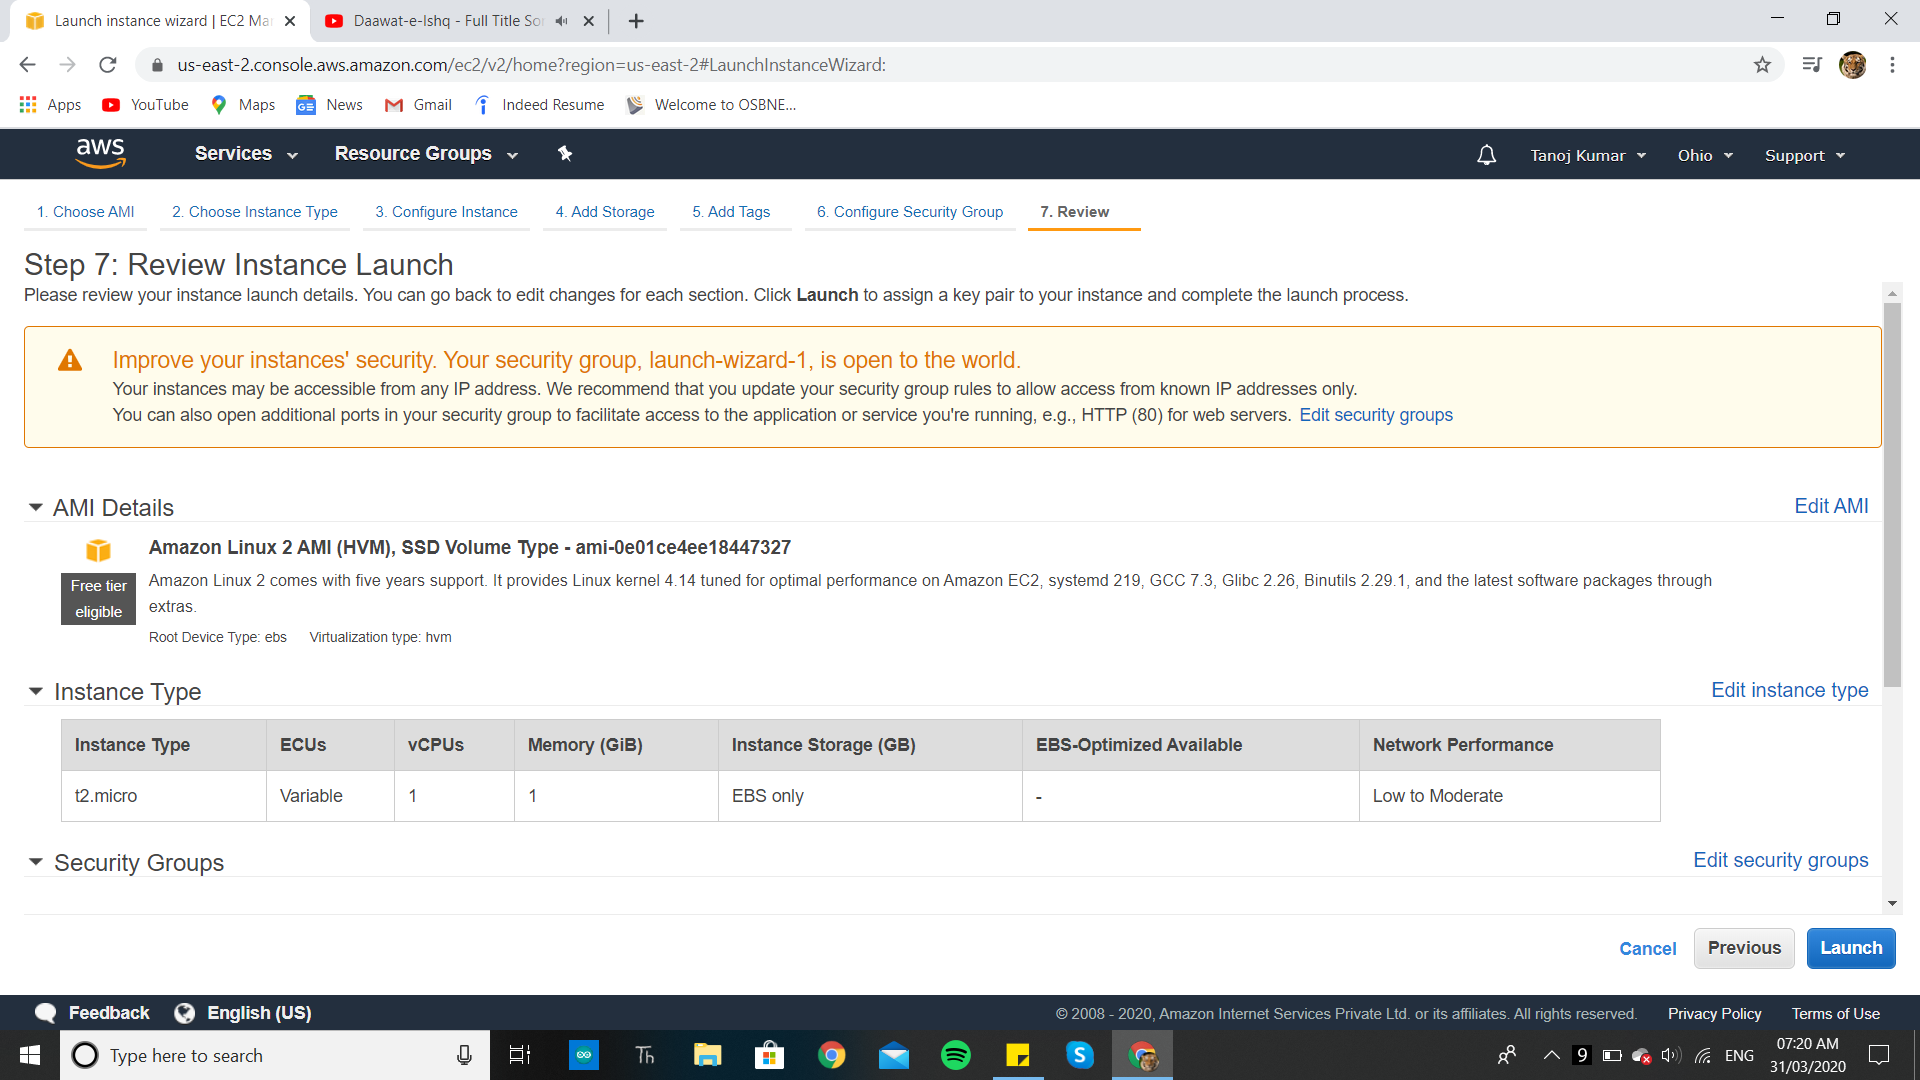 Launch instance wizard | EC2 Mar
Daawat-e-Ishq - Full Title So
us-east-2.console.aws.amazon.com/ec2/v2/home?region=us-east-2#LaunchInstanceWizard:
Apps YouTube Maps News Gmail Indeed Resume Welcome to OSBNE...
aws Services Resource Groups Tanoj Kumar Ohio Support
1. Choose AMI 2. Choose Instance Type 3. Configure Instance 4. Add Storage 5. Add Tags 6. Configure Security Group 7. Review
Step 7: Review Instance Launch
Please review your instance launch details. You can go back to edit changes for each section. Click Launch to assign a key pair to your instance and complete the launch process.
Improve your instances' security. Your security group, launch-wizard-1, is open to the world.
Your instances may be accessible from any IP address. We recommend that you update your security group rules to allow access from known IP addresses only.
You can also open additional ports in your security group to facilitate access to the application or service you're running, e.g., HTTP (80) for web servers. Edit security groups
AMI Details Edit AMI
Amazon Linux 2 AMI (HVM), SSD Volume Type - ami-0e01ce4ee18447327
Free tier
eligible
Amazon Linux 2 comes with five years support. It provides Linux kernel 4.14 tuned for optimal performance on Amazon EC2, systemd 219, GCC 7.3, Glibc 2.26, Binutils 2.29.1, and the latest software packages through
extras.
Root Device Type: ebs Virtualization type: hvm
Instance Type Edit instance type
Instance Type ECUs vCPUs Memory (GiB) Instance Storage (GB) EBS-Optimized Available Network Performance
t2.micro Variable 1 1 EBS only - Low to Moderate
Security Groups Edit security groups
Cancel Previous Launch
Feedback English (US) © 2008 - 2020, Amazon Internet Services Private Ltd. or its affiliates. All rights reserved. Privacy Policy Terms of Use
Type here to search Th 9 ENG 07:20 AM
31/03/2020